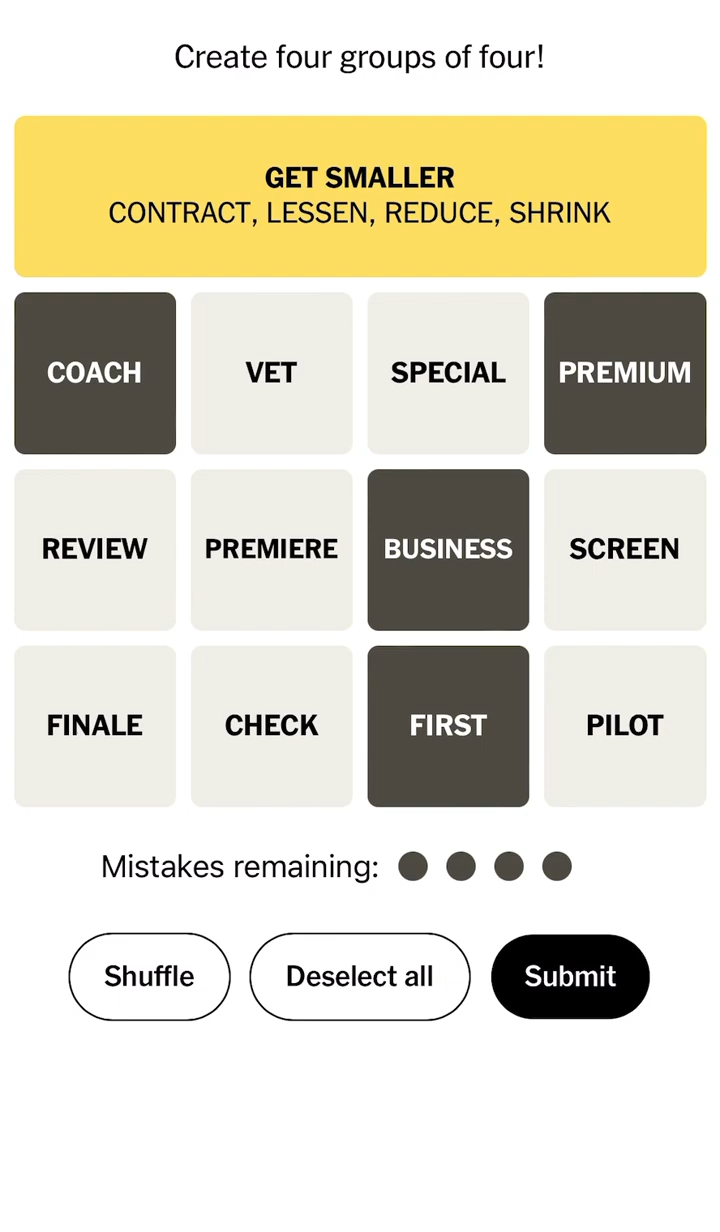 Create four groups of four!
GET SMALLER
CONTRACT, LESSEN, REDUCE, SHRINK
COACH VET SPECIAL PREMIUM
REVIEW PREMIERE BUSINESS SCREEN
FINALE CHECK FIRST PILOT
Mistakes remaining:
Shuffle Deselect all Submit